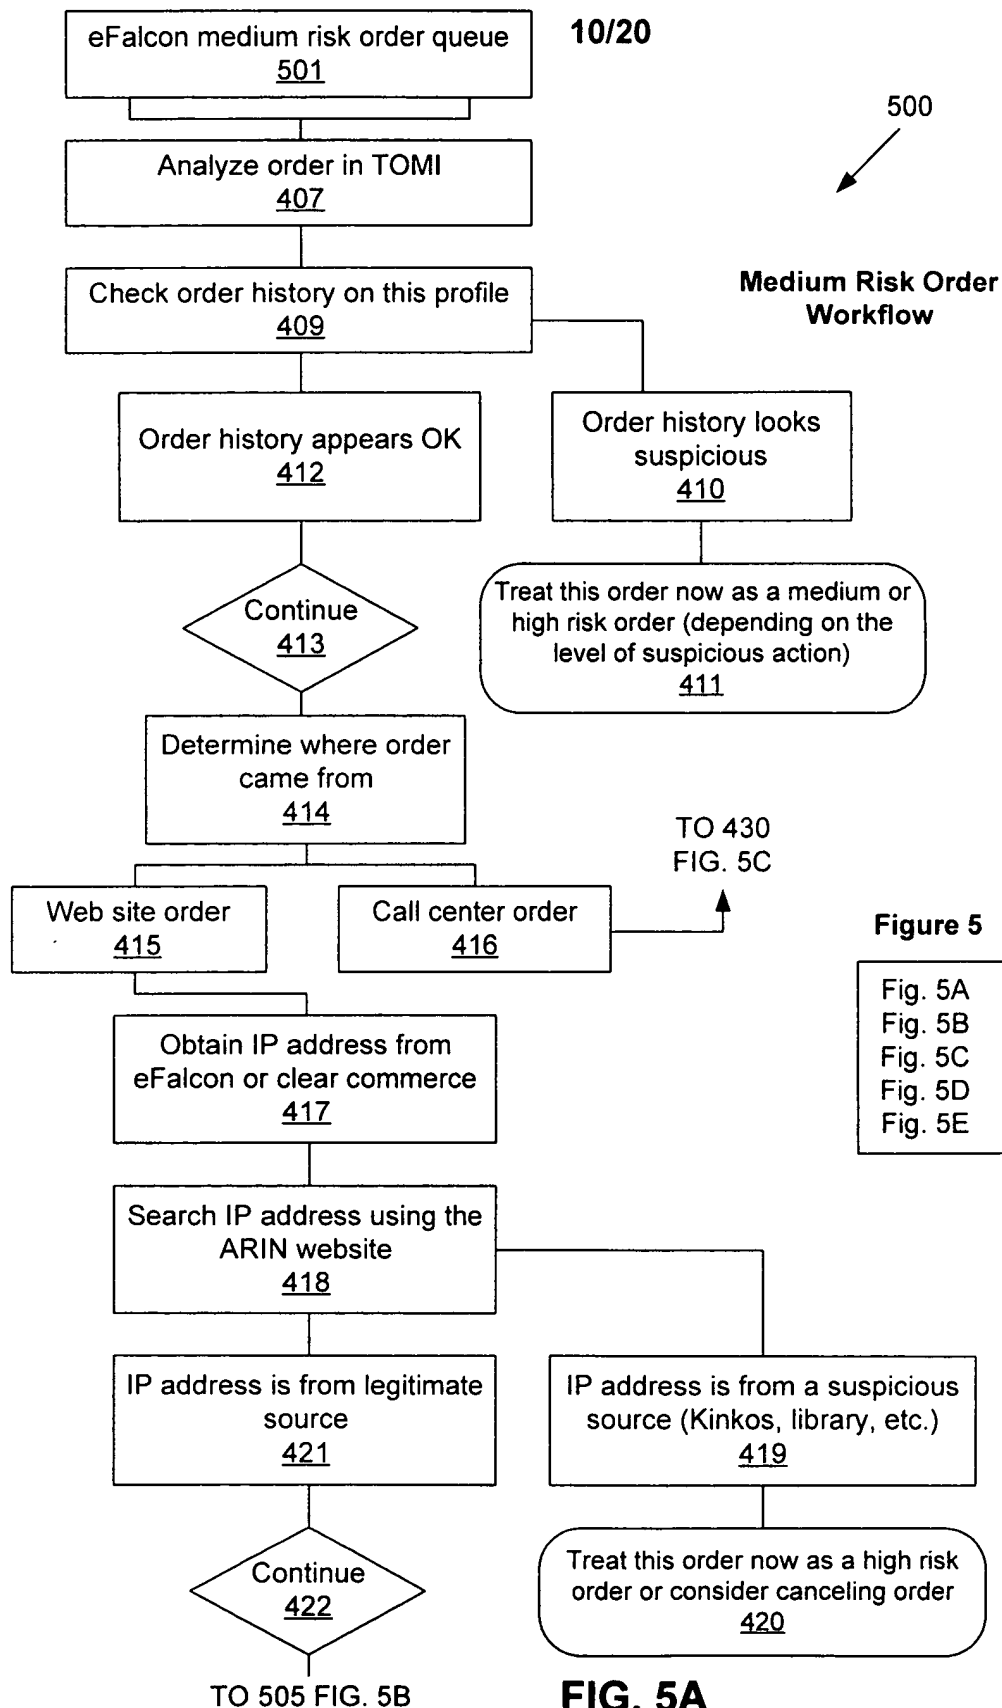 eFalcon medium risk order queue
501
10/20
500
Analyze order in TOMI
407
Medium Risk Order
Workflow
Check order history on this profile
409
Order history appears OK
412
Order history looks
suspicious
410
Continue
413
Treat this order now as a medium or
high risk order (depending on the
level of suspicious action)
411
Determine where order
came from
414
TO 430
FIG. 5C
Web site order
415
Call center order
416
Figure 5
Fig. 5A
Fig. 5B
Fig. 5C
Fig. 5D
Fig. 5E
Obtain IP address from
eFalcon or clear commerce
417
Search IP address using the
ARIN website
418
IP address is from legitimate
source
421
IP address is from a suspicious
source (Kinkos, library, etc.)
419
Continue
422
Treat this order now as a high risk
order or consider canceling order
420
TO 505 FIG. 5B
FIG. 5A